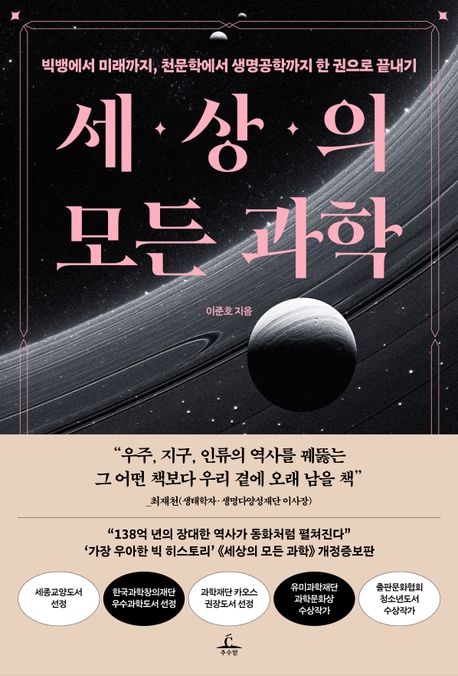 빅뱅에서 미래까지, 천문학에서 생명공학까지 한 권으로 끝내기
세·상·의
모든 과학
이준호 지음
“우주, 지구, 인류의 역사를 꿰뚫는
그 어떤 책보다 우리 곁에 오래 남을 책”
_최재천(생태학자·생명다양성재단 이사장)
“138억 년의 장대한 역사가 동화처럼 펼쳐진다”
‘가장 우아한 빅 히스토리’ 《세상의 모든 과학》 개정증보판
세종교양도서
선정
한국과학창의재단
우수과학도서 선정
과학재단 카오스
권장도서 선정
유미과학재단
과학문화상
수상작가
출판문화협회
청소년도서
수상작가
추수밭